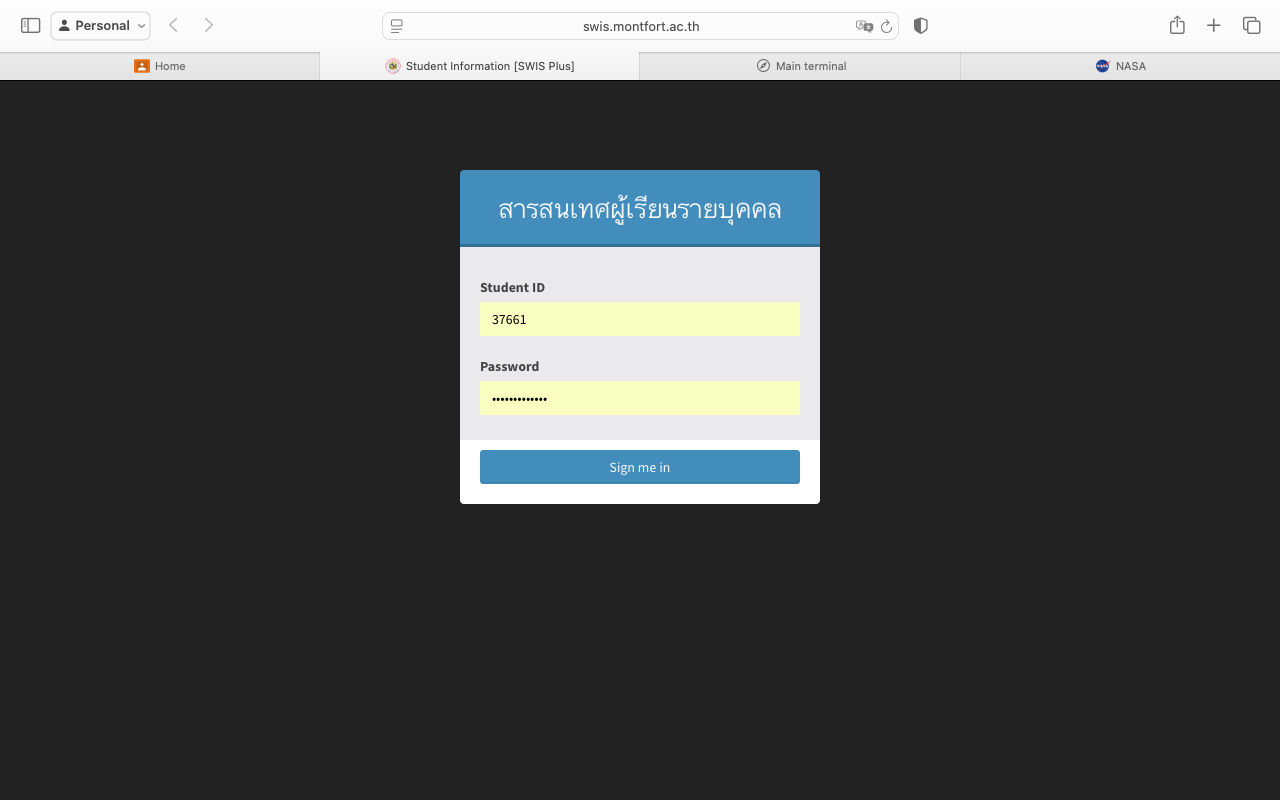 Personal
swis.montfort.ac.th
Home
Student Information [SWIS Plus]
Main terminal
NASA
สารสนเทศผู้เรียนรายบุคคล
Student ID
37661
Password
•••••••••••••
Sign me in